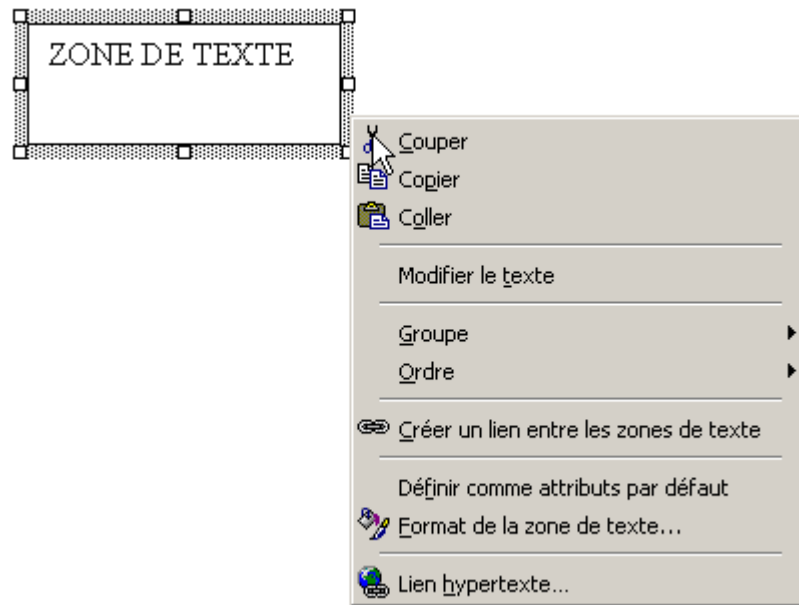 ZONE DE TEXTE
Couper
Copier
Coller
Modifier le texte
Groupe
Ordre
Créer un lien entre les zones de texte
Définir comme attributs par défaut
Format de la zone de texte...
Lien hypertexte...